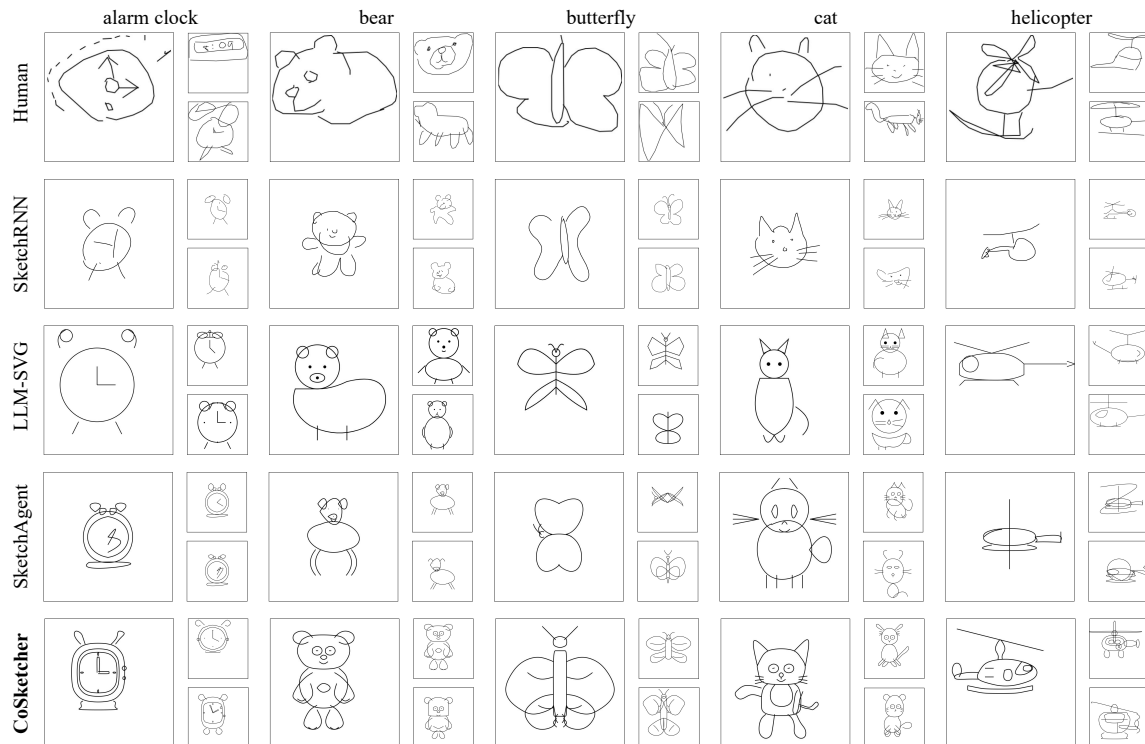 alarm clock bear butterfly cat helicopter
Human
SketchRNN
LLM-SVG
SketchAgent
CoSketcher